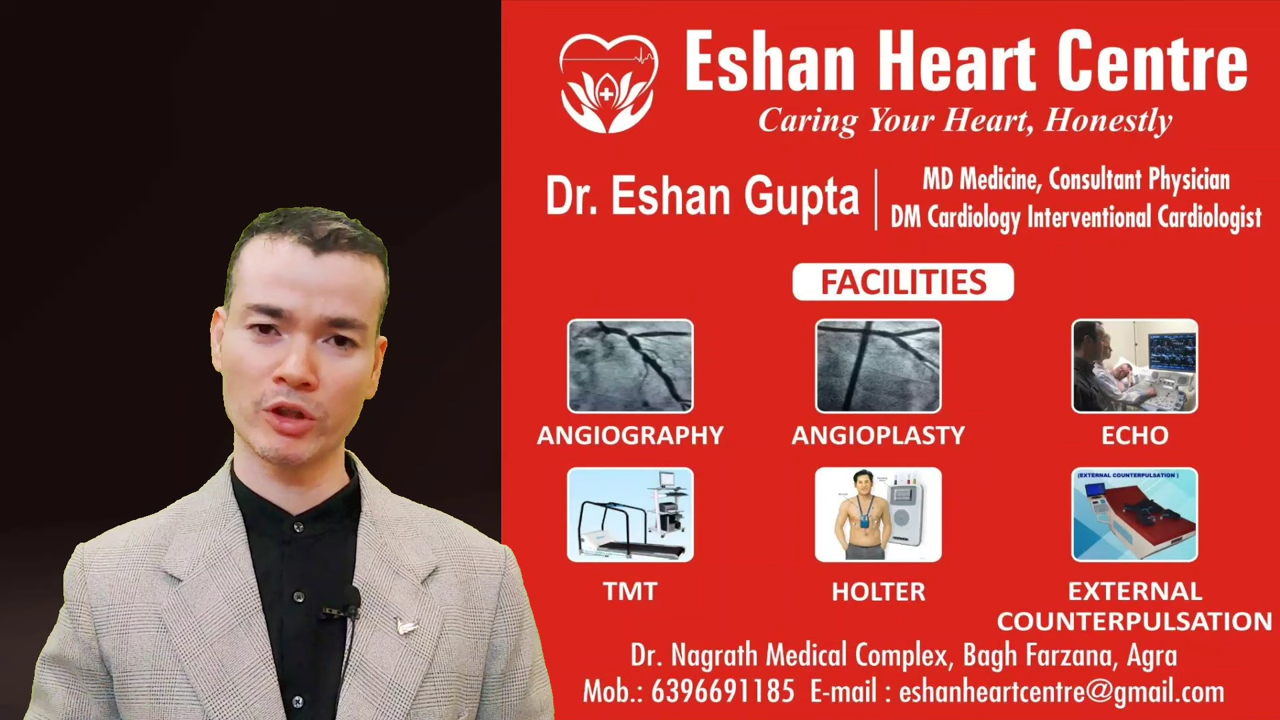 Eshan Heart Centre
Caring Your Heart, Honestly
Dr. Eshan Gupta
MD Medicine, Consultant Physician
DM Cardiology Interventional Cardiologist
FACILITIES
ANGIOGRAPHY
ANGIOPLASTY
ECHO
(EXTERNAL COUNTERPULSATION )
TMT
HOLTER
EXTERNAL
COUNTERPULSATION
Dr. Nagrath Medical Complex, Bagh Farzana, Agra
Mob.: 6396691185 E-mail : eshanheartcentre@gmail.com